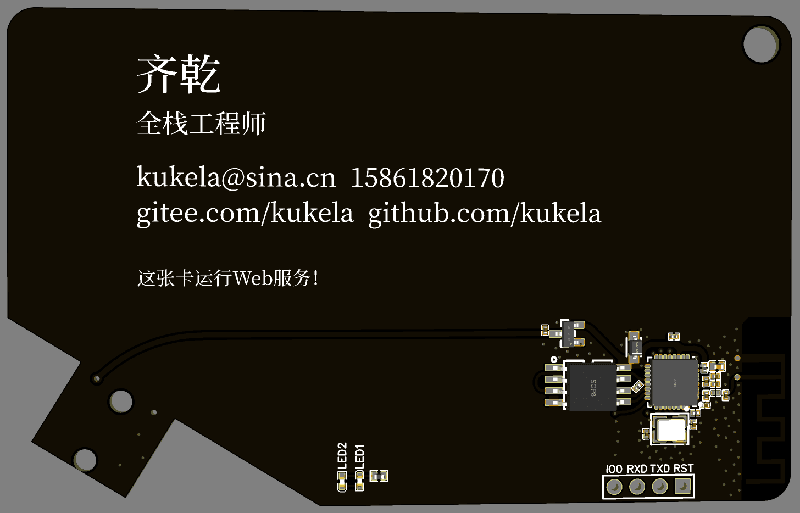 齐乾
全栈工程师
kukela@sina.cn 15861820170
gitee.com/kukela github.com/kukela
这张卡运行Web服务!
LED2
LED1
IO0 RXD TXD RST